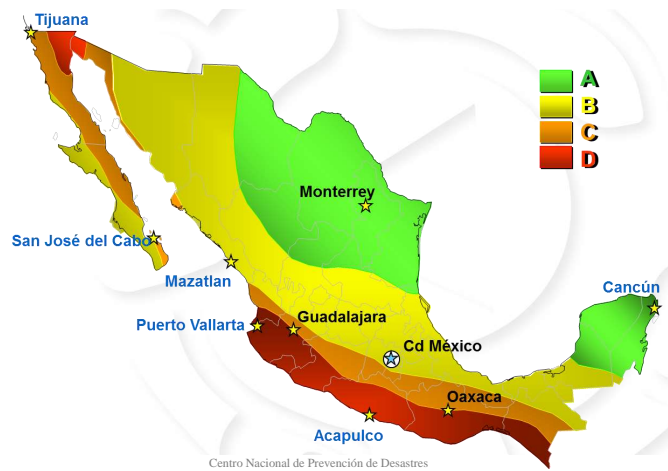 Tijuana
A
B
C
D
Monterrey
San José del Cabo
Mazatlan
Cancún
Puerto Vallarta
Guadalajara
Cd México
Oaxaca
Acapulco
Centro Nacional de Prevención de Desastres